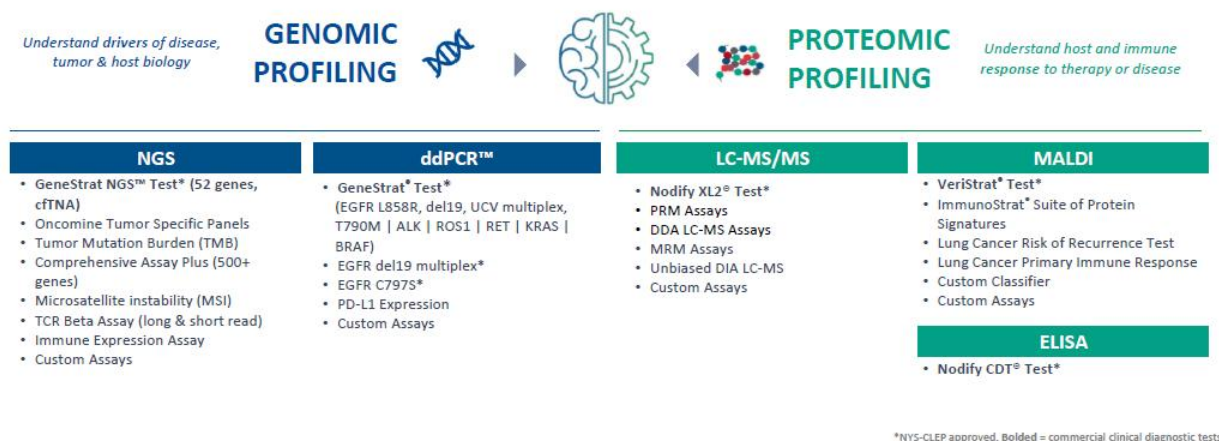 Understand drivers of disease,
tumor & host biology
GENOMIC
PROFILING
PROTEOMIC
PROFILING
Understand host and immune
response to therapy or disease
NGS
• GeneStrat NGS™ Test* (52 genes,
cfTNA)
• Oncomine Tumor Specific Panels
• Tumor Mutation Burden (TMB)
• Comprehensive Assay Plus (500+
genes)
• Microsatellite instability (MSI)
• TCR Beta Assay (long & short read)
• Immune Expression Assay
• Custom Assays
ddPCR™
• GeneStrat® Test*
(EGFR L858R, del19, UCV multiplex,
T790M | ALK | ROS1 | RET | KRAS |
BRAF)
• EGFR del19 multiplex*
• EGFR C797S*
• PD-L1 Expression
• Custom Assays
LC-MS/MS
• Nodify XL2® Test*
• PRM Assays
• DDA LC-MS Assays
• MRM Assays
• Unbiased DIA LC-MS
• Custom Assays
MALDI
• VeriStrat® Test*
• ImmunoStrat® Suite of Protein
Signatures
• Lung Cancer Risk of Recurrence Test
• Lung Cancer Primary Immune Response
• Custom Classifier
• Custom Assays
ELISA
• Nodify CDT® Test*
*NYS-CLEP approved. Bolded = commercial clinical diagnostic tests